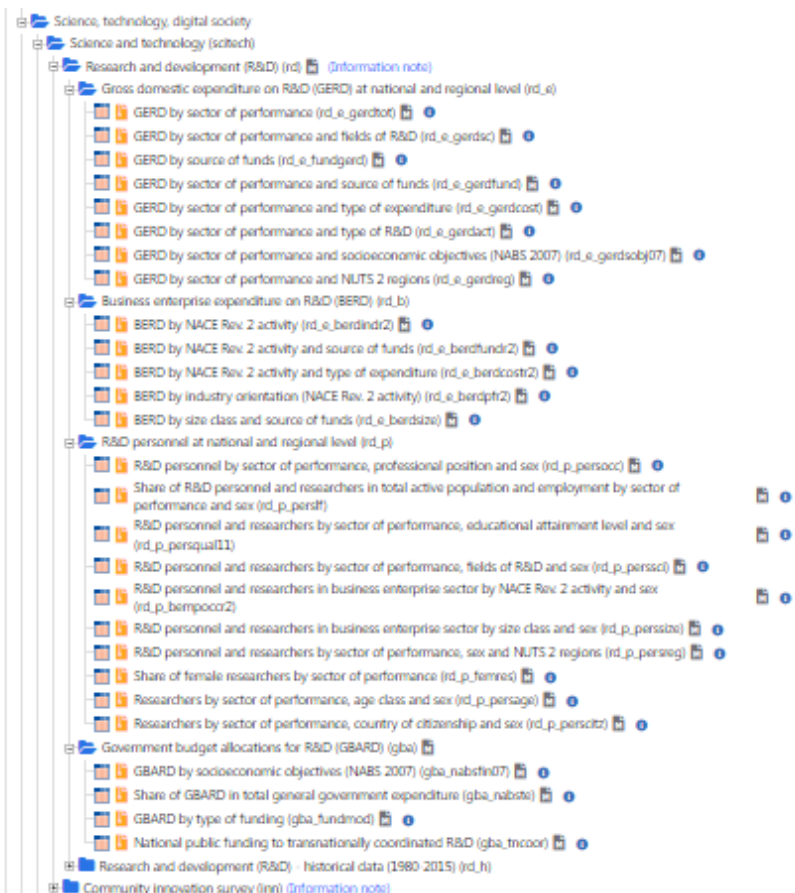 Science, technology, digital society
Science and technology (scitech)
Research and development (R&D) (rd) (Information note)
Gross domestic expenditure on R&D (GERD) at national and regional level (rd_e)
GERD by sector of performance (rd_e_gerdtot)
GERD by sector of performance and fields of R&D (rd_e_gerdsc)
GERD by source of funds (rd_e_fundgerd)
GERD by sector of performance and source of funds (rd_e_gerdfund)
GERD by sector of performance and type of expenditure (rd_e_gerdcost)
GERD by sector of performance and type of R&D (rd_e_gerdact)
GERD by sector of performance and socioeconomic objectives (NABS 2007) (rd_e_gerdsobj07)
GERD by sector of performance and NUTS 2 regions (rd_e_gerdreg)
Business enterprise expenditure on R&D (BERD) (rd_b)
BERD by NACE Rev. 2 activity (rd_e_berdindr2)
BERD by NACE Rev. 2 activity and source of funds (rd_e_berdfundr2)
BERD by NACE Rev. 2 activity and type of expenditure (rd_e_berdcostr2)
BERD by industry orientation (NACE Rev. 2 activity) (rd_e_berdpfr2)
BERD by size class and source of funds (rd_e_berdsize)
R&D personnel at national and regional level (rd_p)
R&D personnel by sector of performance, professional position and sex (rd_p_persocc)
Share of R&D personnel and researchers in total active population and employment by sector of
performance and sex (rd_p_perslf)
R&D personnel and researchers by sector of performance, educational attainment level and sex
(rd_p_persqual11)
R&D personnel and researchers by sector of performance, fields of R&D and sex (rd_p_perssci)
R&D personnel and researchers in business enterprise sector by NACE Rev. 2 activity and sex
(rd_p_bempoccr2)
R&D personnel and researchers in business enterprise sector by size class and sex (rd_p_perssize)
R&D personnel and researchers by sector of performance, sex and NUTS 2 regions (rd_p_persreg)
Share of female researchers by sector of performance (rd_p_femres)
Researchers by sector of performance, age class and sex (rd_p_persage)
Researchers by sector of performance, country of citizenship and sex (rd_p_perscitz)
Government budget allocations for R&D (GBARD) (gba)
GBARD by socioeconomic objectives (NABS 2007) (gba_nabsfin07)
Share of GBARD in total general government expenditure (gba_nabste)
GBARD by type of funding (gba_fundmod)
National public funding to transnationally coordinated R&D (gba_tncoor)
Research and development (R&D) - historical data (1980-2015) (rd_h)
Community innovation survey (inn) (Information note)